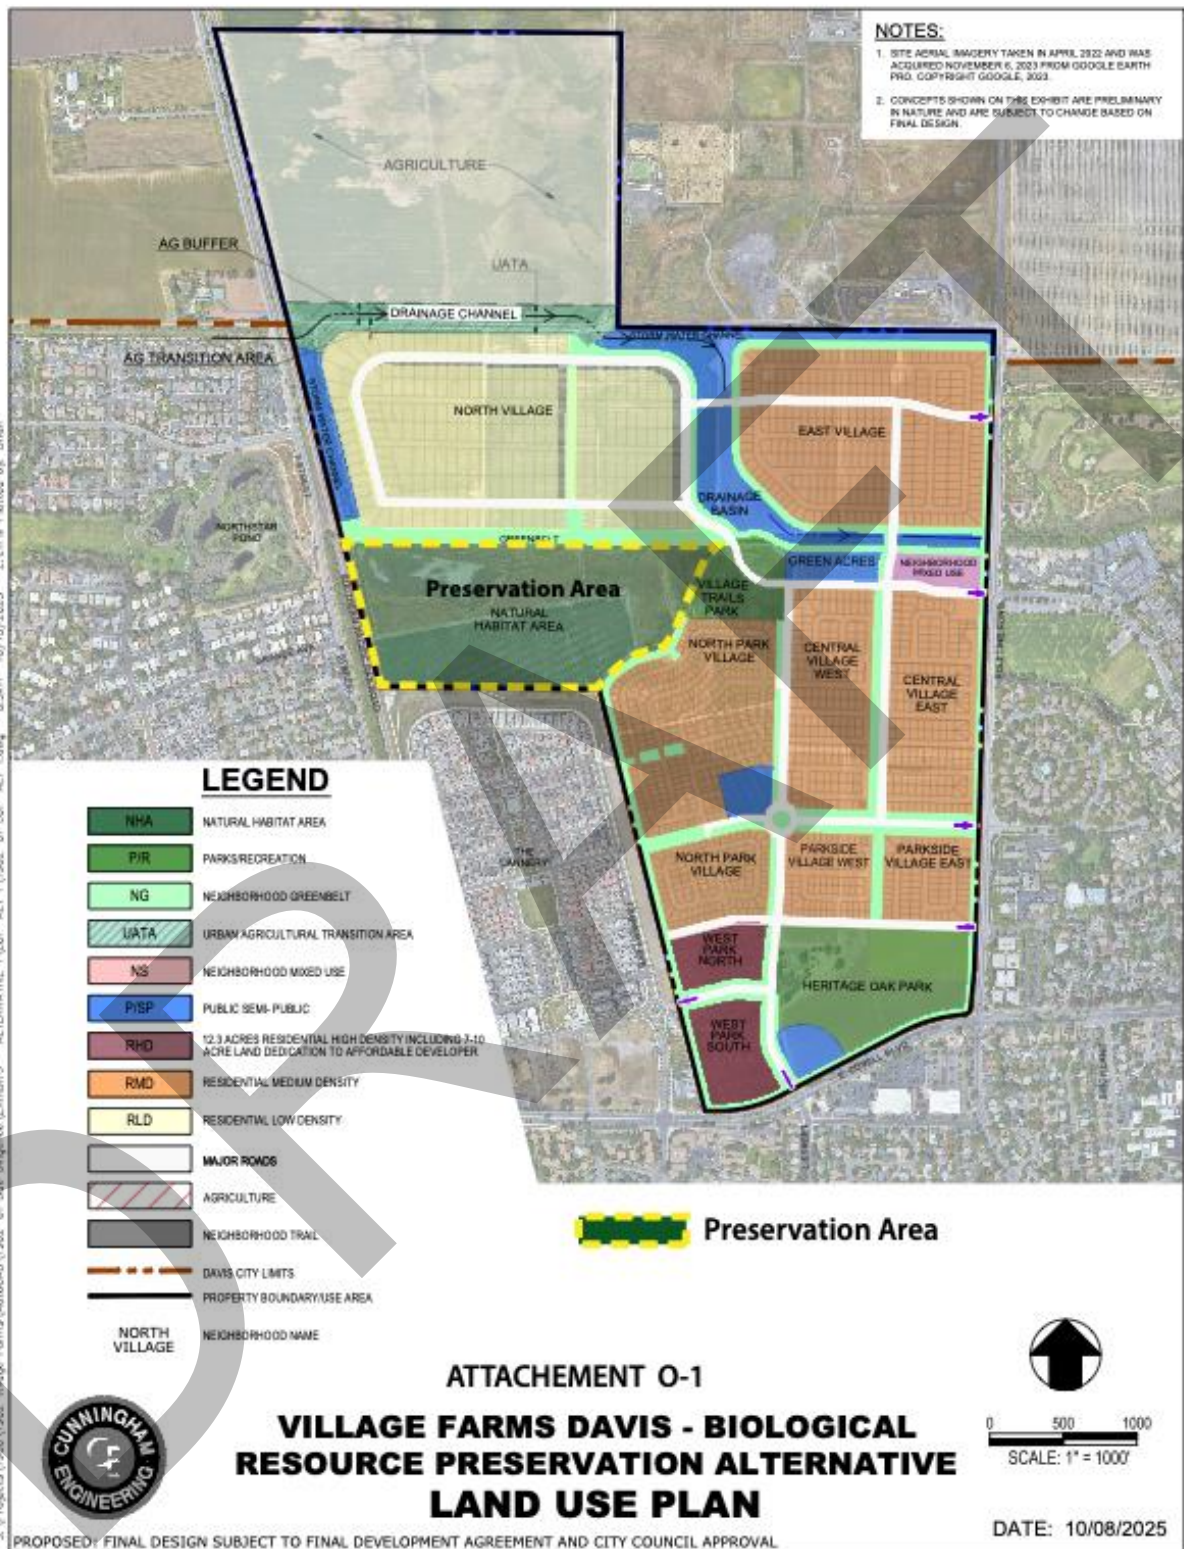 NOTES:
1. SITE AERIAL IMAGERY TAKEN IN APRIL 2022 AND WAS
ACQUIRED NOVEMBER 6, 2023 FROM GOOGLE EARTH
PRO. COPYRIGHT GOOGLE, 2023.
2. CONCEPTS SHOWN ON THIS EXHIBIT ARE PRELIMINARY
IN NATURE AND ARE SUBJECT TO CHANGE BASED ON
FINAL DESIGN.
AGRICULTURE
AG BUFFER
UATA
DRAINAGE CHANNEL
AG TRANSITION AREA
STORM WATER CHANNEL
NORTH VILLAGE
EAST VILLAGE
STORM WATER CHANNEL
DRAINAGE
BASIN
NORTHSTAR
POND
GREENBELT
GREEN ACRES
NEIGHBORHOOD
MIXED USE
Preservation Area
NATURAL
HABITAT AREA
VILLAGE
TRAILS
PARK
NORTH PARK
VILLAGE
CENTRAL
VILLAGE
WEST
CENTRAL
VILLAGE
EAST
THE
CANNERY
NORTH PARK
VILLAGE
PARKSIDE
VILLAGE WEST
PARKSIDE
VILLAGE EAST
WEST
PARK
NORTH
HERITAGE OAK PARK
WEST
PARK
SOUTH
LEGEND
NHA NATURAL HABITAT AREA
P/R PARKS/RECREATION
NG NEIGHBORHOOD GREENBELT
UATA URBAN AGRICULTURAL TRANSITION AREA
NS NEIGHBORHOOD MIXED USE
P/SP PUBLIC SEMI- PUBLIC
RHD 12.3 ACRES RESIDENTIAL HIGH DENSITY INCLUDING 7-10
ACRE LAND DEDICATION TO AFFORDABLE DEVELOPER
RMD RESIDENTIAL MEDIUM DENSITY
RLD RESIDENTIAL LOW DENSITY
MAJOR ROADS
AGRICULTURE
NEIGHBORHOOD TRAIL
DAVIS CITY LIMITS
PROPERTY BOUNDARY/USE AREA
NORTH
VILLAGE
NEIGHBORHOOD NAME
Preservation Area
DRAFT
ATTACHEMENT O-1
VILLAGE FARMS DAVIS - BIOLOGICAL
RESOURCE PRESERVATION ALTERNATIVE
LAND USE PLAN
CUNNINGHAM
ENGINEERING
0 500 1000
SCALE: 1" = 1000'
DATE: 10/08/2025
PROPOSED: FINAL DESIGN SUBJECT TO FINAL DEVELOPMENT AGREEMENT AND CITY COUNCIL APPROVAL